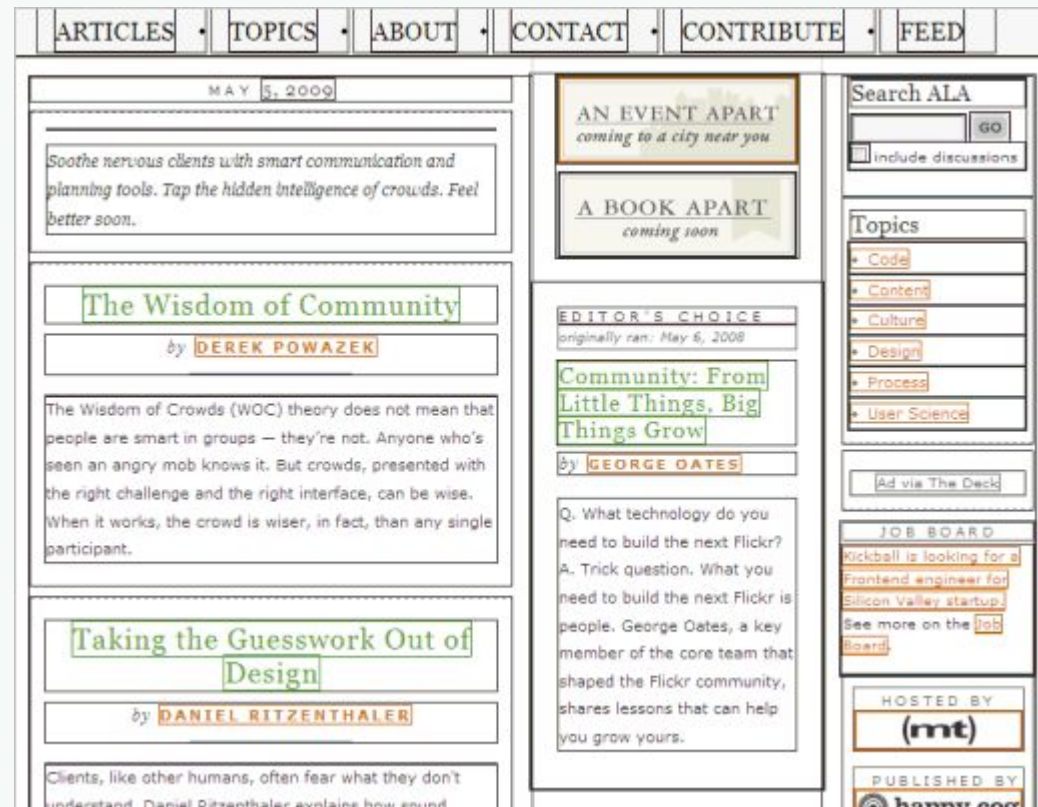 ARTICLES • TOPICS • ABOUT • CONTACT • CONTRIBUTE • FEED
MAY 5, 2009
Soothe nervous clients with smart communication and
planning tools. Tap the hidden intelligence of crowds. Feel
better soon.
The Wisdom of Community
by DEREK POWAZEK
The Wisdom of Crowds (WOC) theory does not mean that
people are smart in groups — they're not. Anyone who's
seen an angry mob knows it. But crowds, presented with
the right challenge and the right interface, can be wise.
When it works, the crowd is wiser, in fact, than any single
participant.
Taking the Guesswork Out of
Design
by DANIEL RITZENTHALER
Clients, like other humans, often fear what they don't
understand. Daniel Ritzenthaler explains how sound
AN EVENT APART
coming to a city near you
A BOOK APART
coming soon
EDITOR'S CHOICE
originally ran: May 6, 2008
Community: From
Little Things, Big
Things Grow
by GEORGE OATES
Q. What technology do you
need to build the next Flickr?
A. Trick question. What you
need to build the next Flickr is
people. George Oates, a key
member of the core team that
shaped the Flickr community,
shares lessons that can help
you grow yours.
Search ALA
GO
include discussions
Topics
• Code
• Content
• Culture
• Design
• Process
• User Science
Ad via The Deck
JOB BOARD
Kickball is looking for a
Frontend engineer for
Silicon Valley startup.
See more on the Job
Board.
HOSTED BY
(mt)
PUBLISHED BY
happy cog